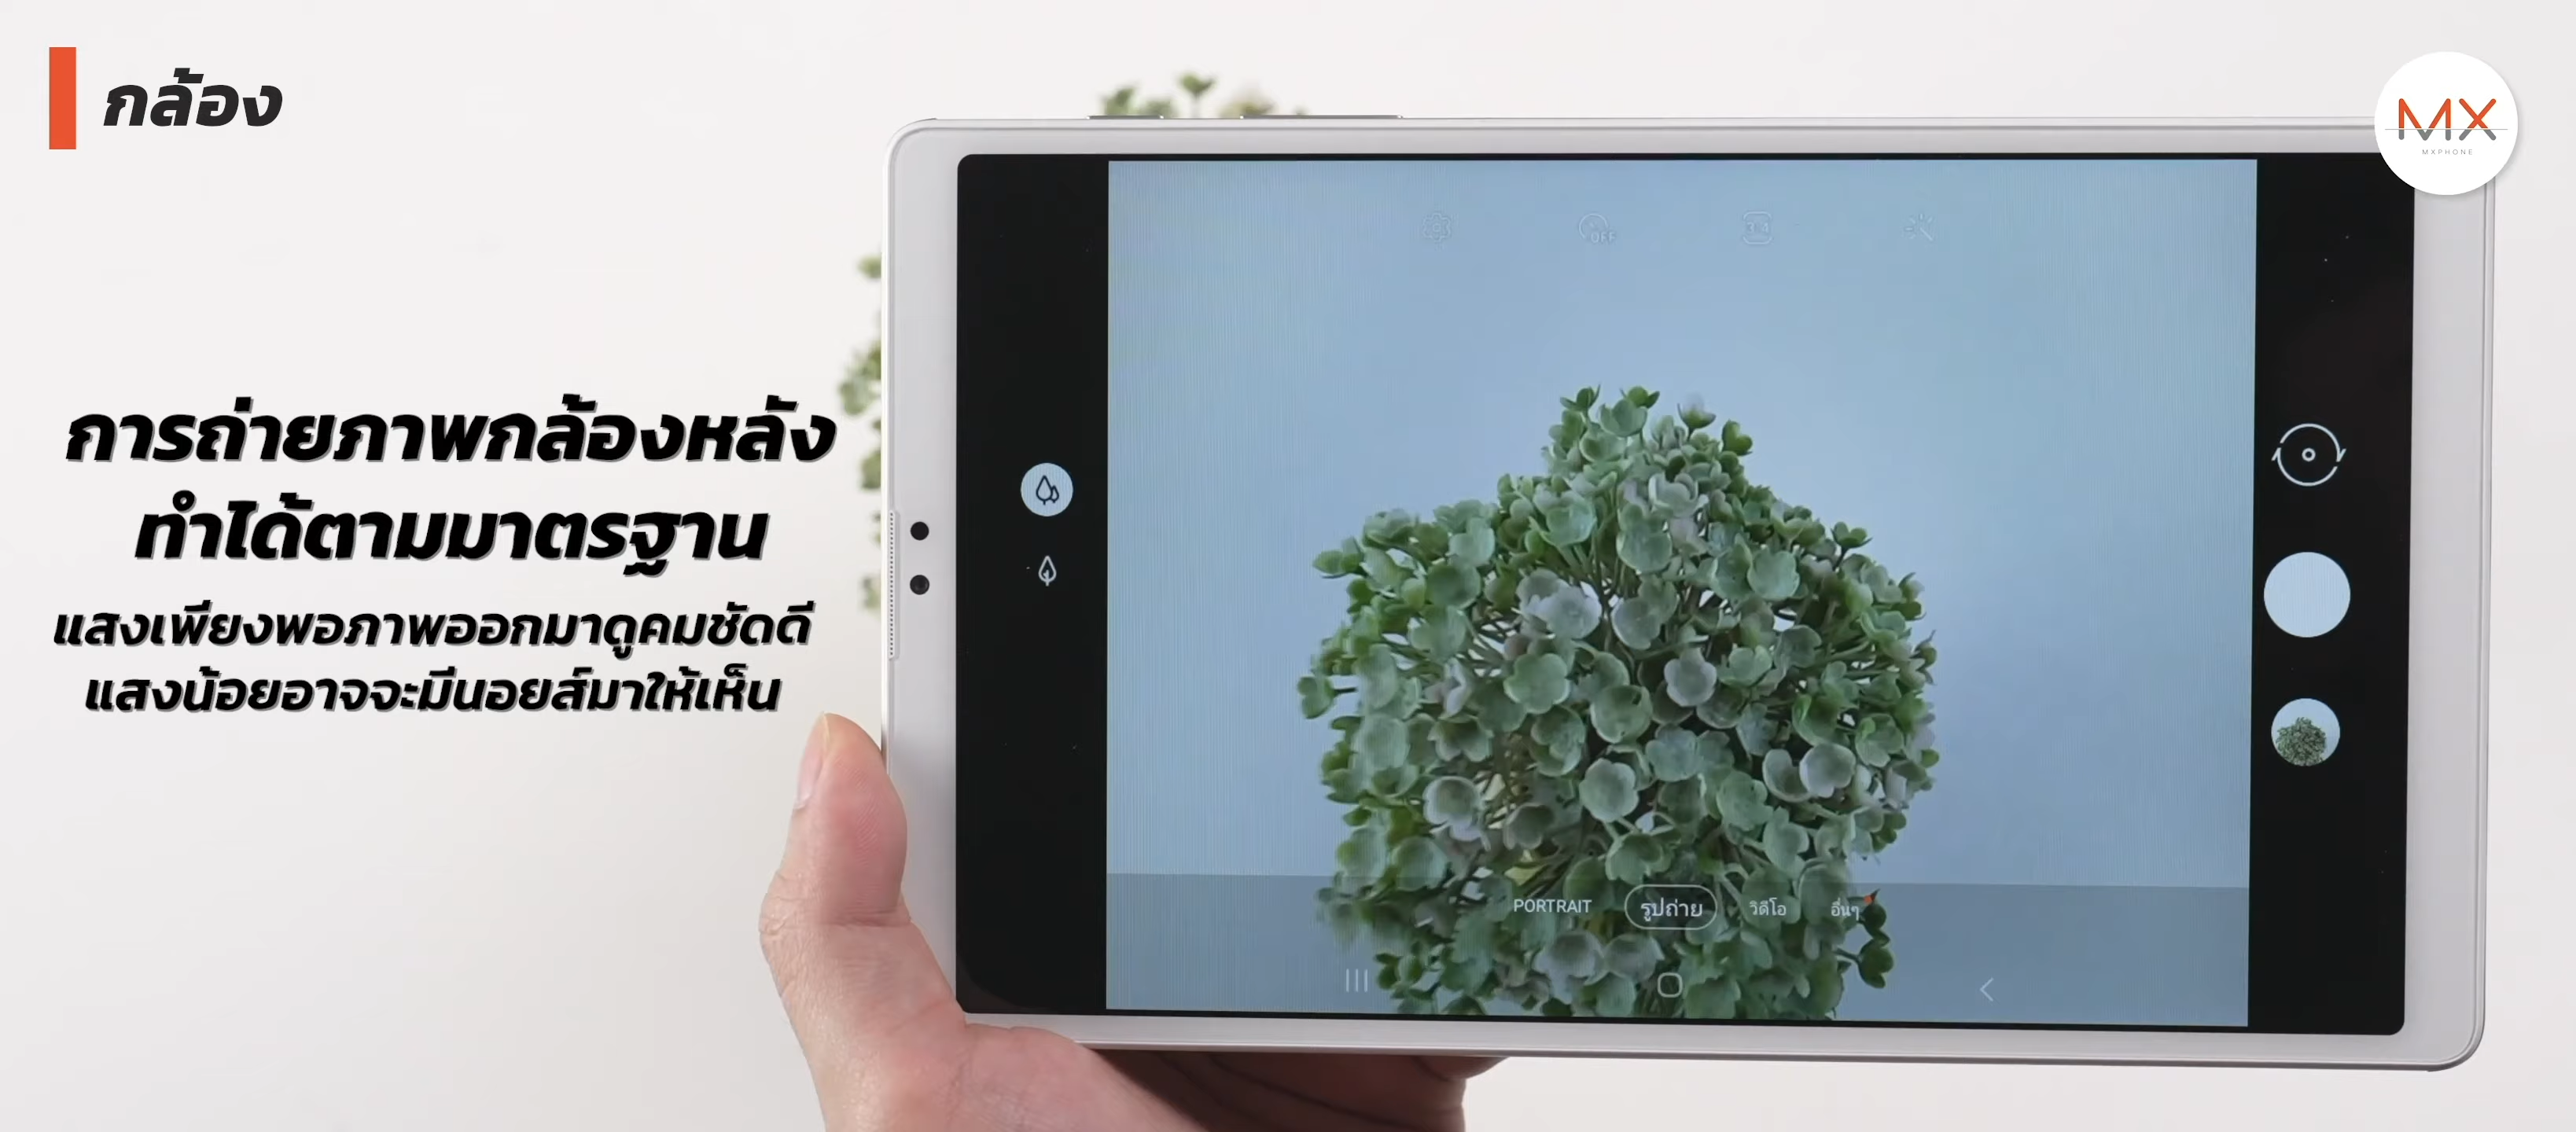 กล้อง
MX
MXPHONE
การถ่ายภาพกล้องหลัง
ทำได้ตามมาตรฐาน
แสงเพียงพอภาพออกมาดูคมชัดดี
แสงน้อยอาจจะมีนอยส์มาให้เห็น
OFF
3:4
PORTRAIT รูปถ่าย วิดีโอ อื่นๆ